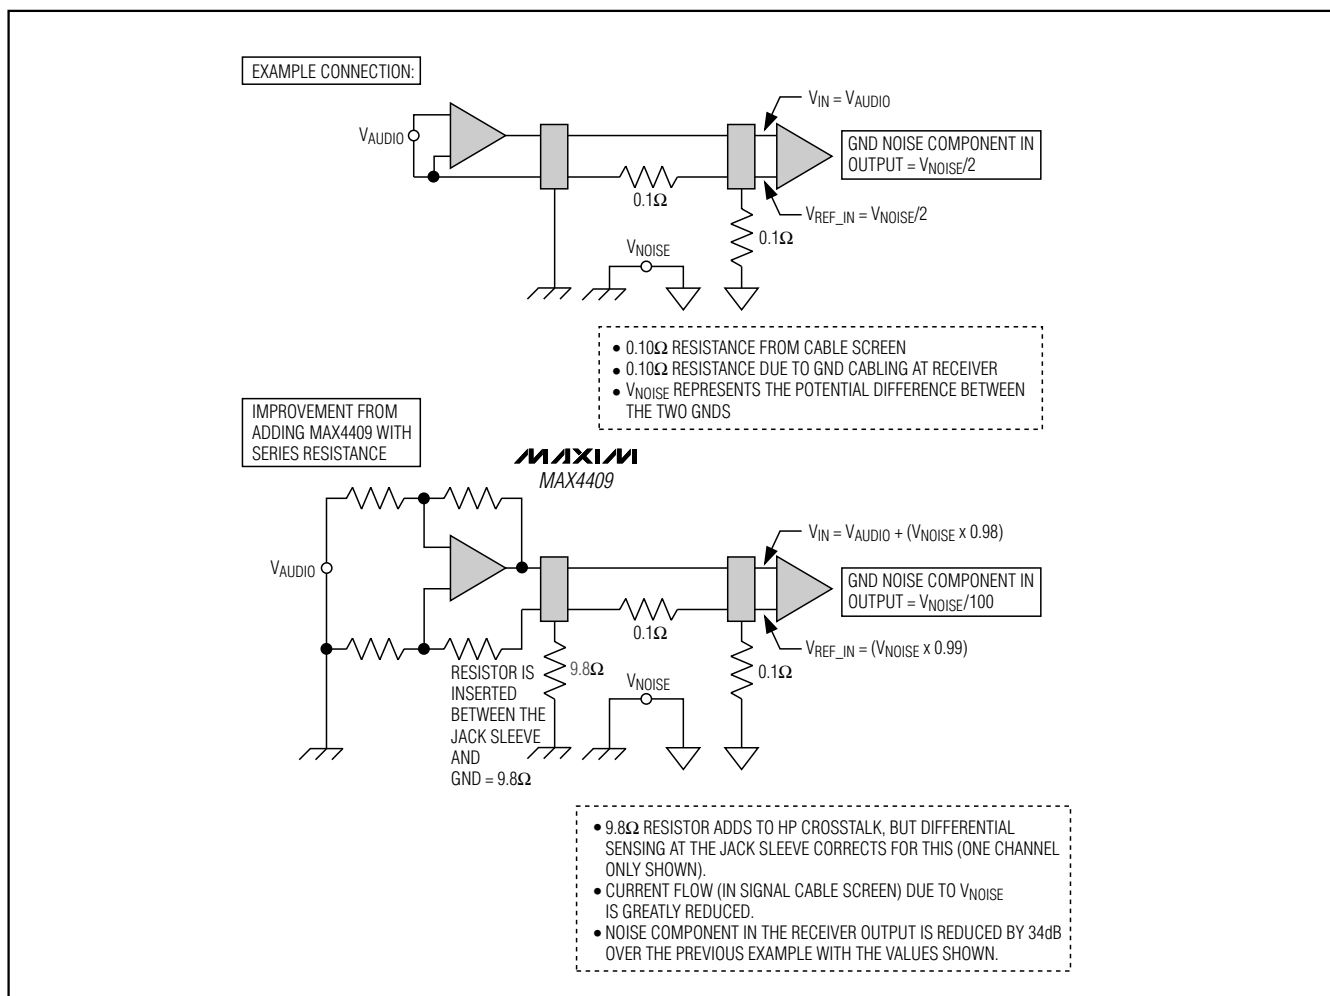 EXAMPLE CONNECTION:
VAUDIO
VIN = VAUDIO
GND NOISE COMPONENT IN
OUTPUT = VNOISE/2
0.1Ω
VREF_IN = VNOISE/2
0.1Ω
VNOISE
● 0.10Ω RESISTANCE FROM CABLE SCREEN
● 0.10Ω RESISTANCE DUE TO GND CABLING AT RECEIVER
● VNOISE REPRESENTS THE POTENTIAL DIFFERENCE BETWEEN
THE TWO GNDS
IMPROVEMENT FROM
ADDING MAX4409 WITH
SERIES RESISTANCE
MAXIM
MAX4409
VAUDIO
VIN = VAUDIO + (VNOISE x 0.98)
GND NOISE COMPONENT IN
OUTPUT = VNOISE/100
0.1Ω
VREF_IN = (VNOISE x 0.99)
9.8Ω
0.1Ω
VNOISE
RESISTOR IS
INSERTED
BETWEEN THE
JACK SLEEVE
AND
GND = 9.8Ω
● 9.8Ω RESISTOR ADDS TO HP CROSSTALK, BUT DIFFERENTIAL
SENSING AT THE JACK SLEEVE CORRECTS FOR THIS (ONE CHANNEL
ONLY SHOWN).
● CURRENT FLOW (IN SIGNAL CABLE SCREEN) DUE TO VNOISE
IS GREATLY REDUCED.
● NOISE COMPONENT IN THE RECEIVER OUTPUT IS REDUCED BY 34dB
OVER THE PREVIOUS EXAMPLE WITH THE VALUES SHOWN.